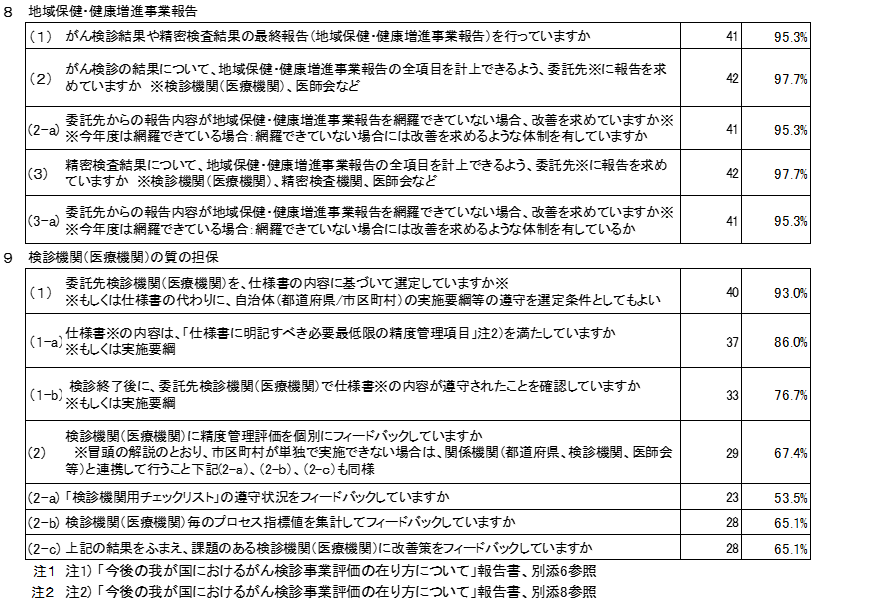 ８ 地域保健・健康増進事業報告
（1） がん検診結果や精密検査結果の最終報告（地域保健・健康増進事業報告）を行っていますか 41 95.3%
（2） がん検診の結果について、地域保健・健康増進事業報告の全項目を計上できるよう、委託先※に報告を求
めていますか ※検診機関（医療機関）、医師会など 42 97.7%
（2-a） 委託先からの報告内容が地域保健・健康増進事業報告を網羅できていない場合、改善を求めていますか※
※今年度は網羅できている場合：網羅できていない場合には改善を求めるような体制を有していますか 41 95.3%
（3） 精密検査結果について、地域保健・健康増進事業報告の全項目を計上できるよう、委託先※に報告を求め
ていますか ※検診機関（医療機関）、精密検査機関、医師会など 42 97.7%
（3-a） 委託先からの報告内容が地域保健・健康増進事業報告を網羅できていない場合、改善を求めていますか※
※今年度は網羅できている場合：網羅できていない場合には改善を求めるような体制を有しているか 41 95.3%
９ 検診機関（医療機関）の質の担保
（1） 委託先検診機関（医療機関）を、仕様書の内容に基づいて選定していますか※
※もしくは仕様書の代わりに、自治体（都道府県/市区町村）の実施要綱等の遵守を選定条件としてもよい 40 93.0%
（1-a） 仕様書※の内容は、「仕様書に明記すべき必要最低限の精度管理項目」注2）を満たしていますか
※もしくは実施要綱 37 86.0%
（1-b） 検診終了後に、委託先検診機関（医療機関）で仕様書※の内容が遵守されたことを確認していますか
※もしくは実施要綱 33 76.7%
（2） 検診機関（医療機関）に精度管理評価を個別にフィードバックしていますか
※冒頭の解説のとおり、市区町村が単独で実施できない場合は、関係機関（都道府県、検診機関、医師会
等）と連携して行うこと下記（2-a）、（2-b）、（2-c）も同様 29 67.4%
（2-a） 「検診機関用チェックリスト」の遵守状況をフィードバックしていますか 23 53.5%
（2-b） 検診機関（医療機関）毎のプロセス指標値を集計してフィードバックしていますか 28 65.1%
（2-c） 上記の結果をふまえ、課題のある検診機関（医療機関）に改善策をフィードバックしていますか 28 65.1%
注１ 注1） 「今後の我が国におけるがん検診事業評価の在り方について」報告書、別添6参照
注２ 注2） 「今後の我が国におけるがん検診事業評価の在り方について」報告書、別添8参照